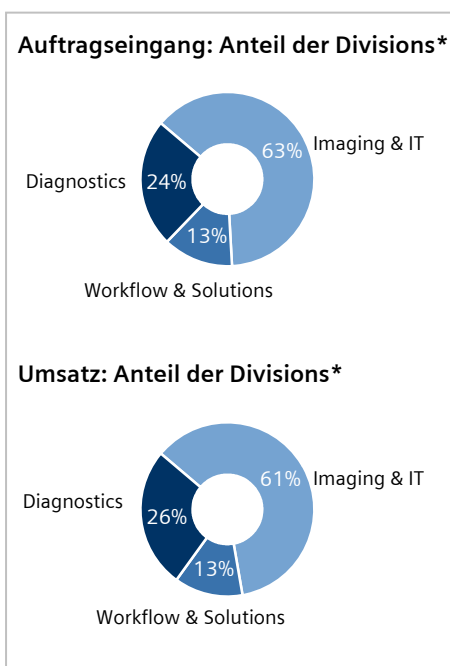 Auftragseingang: Anteil der Divisions*
Imaging & IT
63%
Diagnostics
24%
13%
Workflow & Solutions
Umsatz: Anteil der Divisions*
Imaging & IT
61%
Diagnostics
26%
13%
Workflow & Solutions